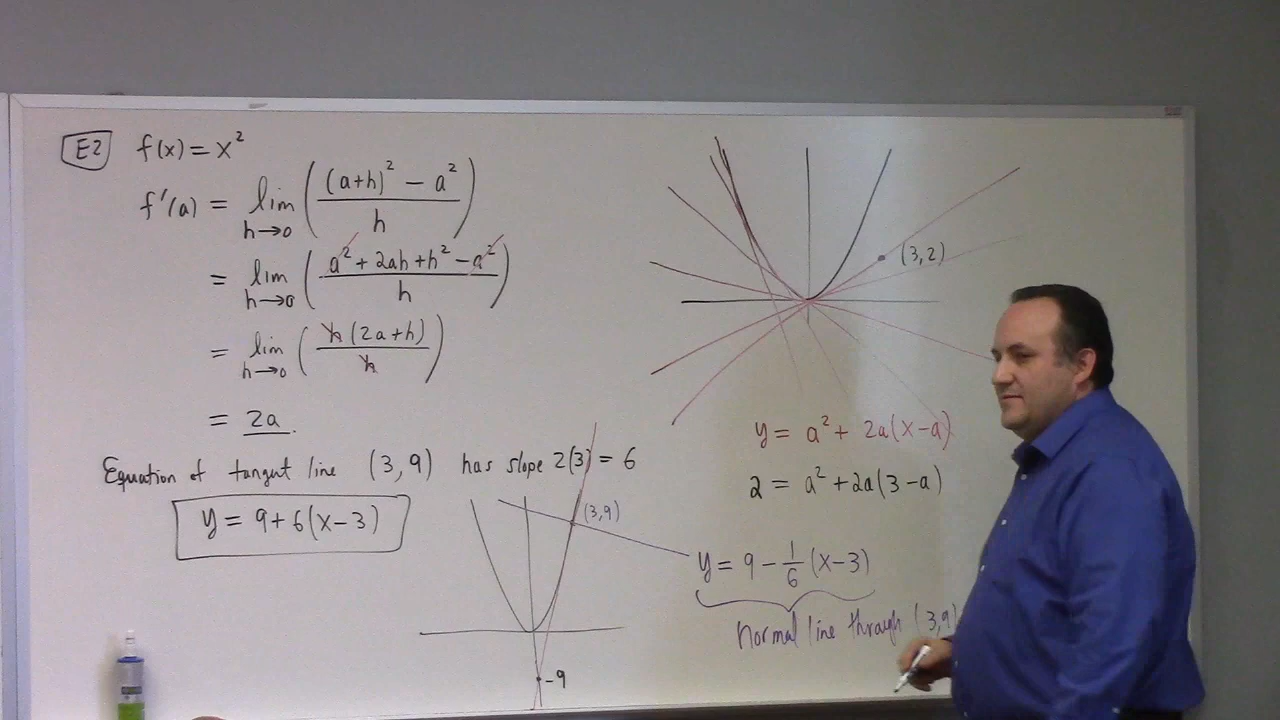 E2 f(x) = x²
f'(a) = lim h→0 ( ((a+h)² − a²) / h )
= lim h→0 ( (a² + 2ah + h² − a²) / h )
= lim h→0 ( h(2a+h) / h )
= 2a.
Equation of tangent line (3,9) has slope 2(3) = 6
y = 9+6(x−3)
(3,9)
-9
(3,2)
y = a² + 2a(x−a)
2 = a² + 2a(3−a)
y = 9 − 1/6 (x−3)
normal line through (3,9)